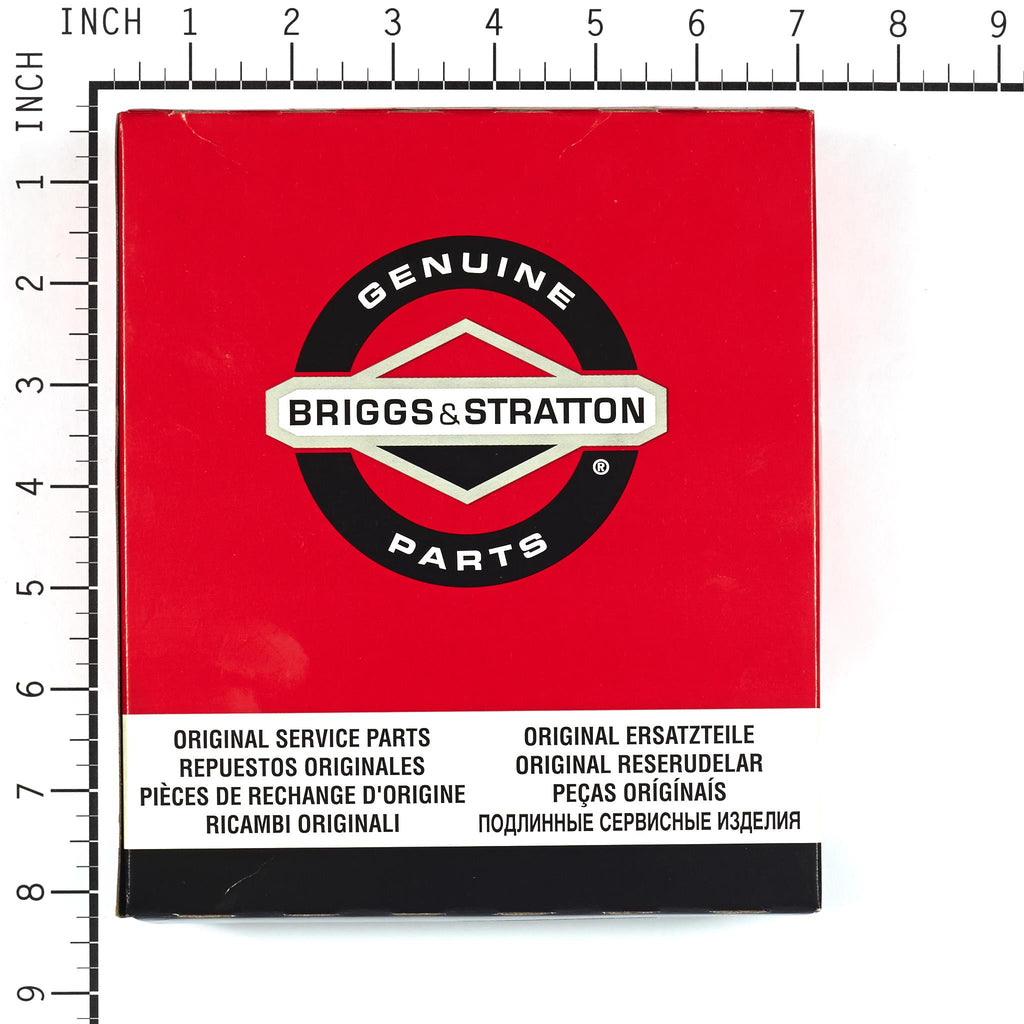 INCH 1 2 3 4 5 6 7 8 9
INCH
1
2
3
4
5
6
7
8
9
GENUINE
BRIGGS & STRATTON
®
PARTS
ORIGINAL SERVICE PARTS
REPUESTOS ORIGINALES
PIÈCES DE RECHANGE D'ORIGINE
RICAMBI ORIGINALI
ORIGINAL ERSATZTEILE
ORIGINAL RESERUDELAR
PEÇAS ORÍGÍNAÍS
ПОДЛИННЫЕ СЕРВИСНЫЕ ИЗДЕЛИЯ